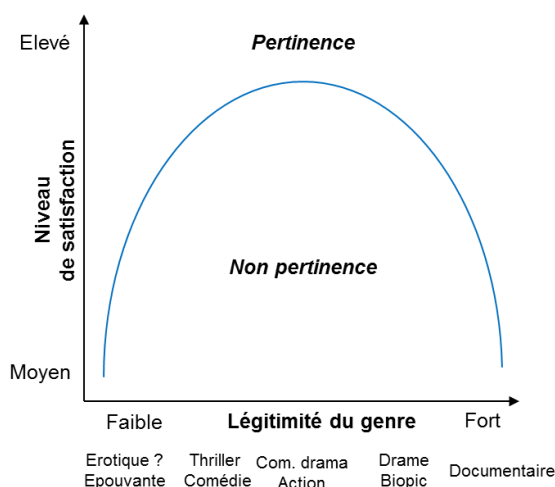 Elevé
Pertinence
Niveau
de satisfaction
Non pertinence
Moyen
Faible
Légitimité du genre
Fort
Erotique ?
Epouvante
Thriller
Comédie
Com. drama
Action
Drame
Biopic
Documentaire